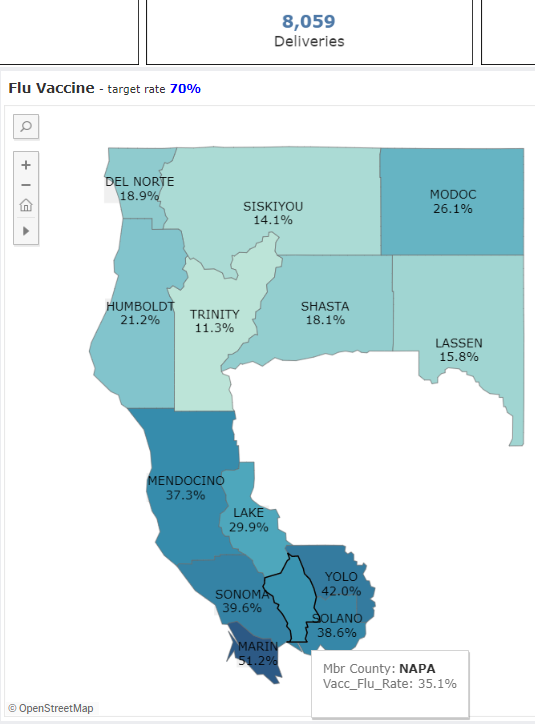 8,059
Deliveries
Flu Vaccine - target rate 70%
DEL NORTE
18.9%
SISKIYOU
14.1%
MODOC
26.1%
HUMBOLDT
21.2%
TRINITY
11.3%
SHASTA
18.1%
LASSEN
15.8%
MENDOCINO
37.3%
LAKE
29.9%
YOLO
42.0%
SONOMA
39.6%
SOLANO
38.6%
MARIN
51.2%
Mbr County: NAPA
Vacc_Flu_Rate: 35.1%
© OpenStreetMap